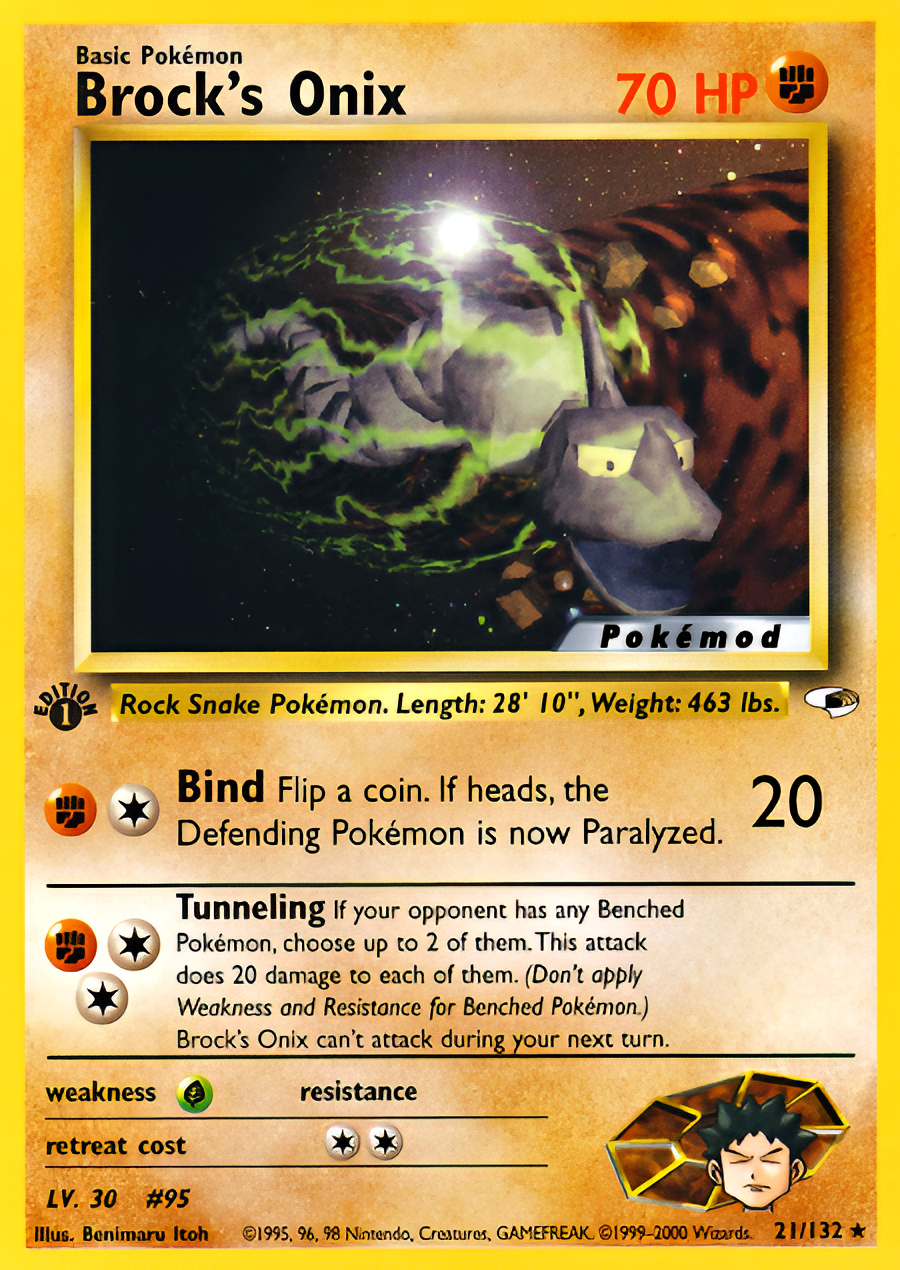 Basic Pokémon
Brock's Onix
70 HP
Pokémod
EDITION
1
Rock Snake Pokémon. Length: 28' 10", Weight: 463 lbs.
Bind Flip a coin. If heads, the
Defending Pokémon is now Paralyzed.
20
Tunneling If your opponent has any Benched
Pokémon, choose up to 2 of them. This attack
does 20 damage to each of them. (Don't apply
Weakness and Resistance for Benched Pokémon.)
Brock's Onix can't attack during your next turn.
weakness
resistance
retreat cost
LV. 30 #95
Illus. Benimaru Itoh
©1995, 96, 98 Nintendo, Creatures, GAMEFREAK. ©1999-2000 Wizards.
21/132 ★